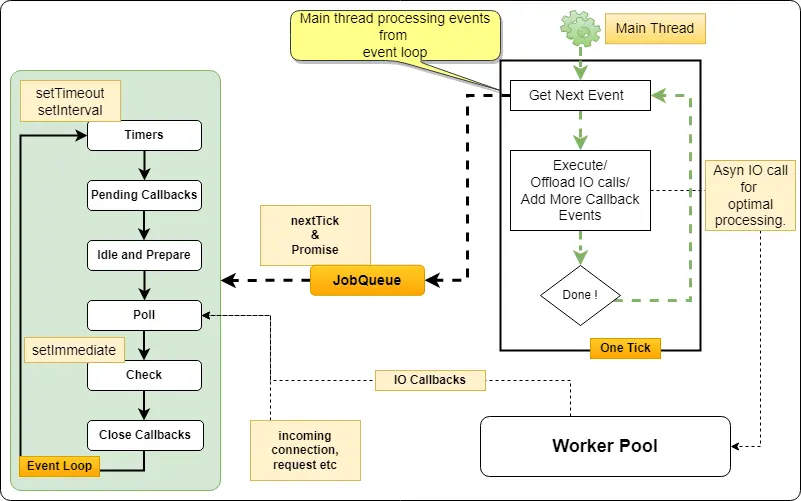 Main thread processing events
from
event loop
Main Thread
Get Next Event
Execute/
Offload IO calls/
Add More Callback
Events
Done !
One Tick
Asyn IO call
for
optimal
processing.
setTimeout
setInterval
Timers
Pending Callbacks
Idle and Prepare
Poll
setImmediate
Check
Close Callbacks
Event Loop
nextTick
&
Promise
JobQueue
IO Callbacks
incoming
connection,
request etc
Worker Pool